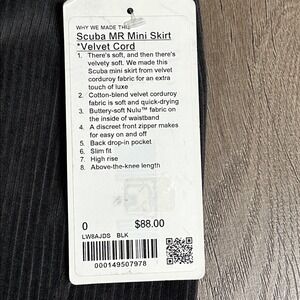 WHY WE MADE THIS
Scuba MR Mini Skirt
*Velvet Cord
1. There's soft, and then there's
velvety soft. We made this
Scuba mini skirt from velvet
corduroy fabric for an extra
touch of luxe
2. Cotton-blend velvet corduroy
fabric is soft and quick-drying
3. Buttery-soft Nulu™ fabric on
the inside of waistband
4. A discreet front zipper makes
for easy on and off
5. Back drop-in pocket
6. Slim fit
7. High rise
8. Above-the-knee length
0 $88.00
LW8AJDS BLK
000149507978